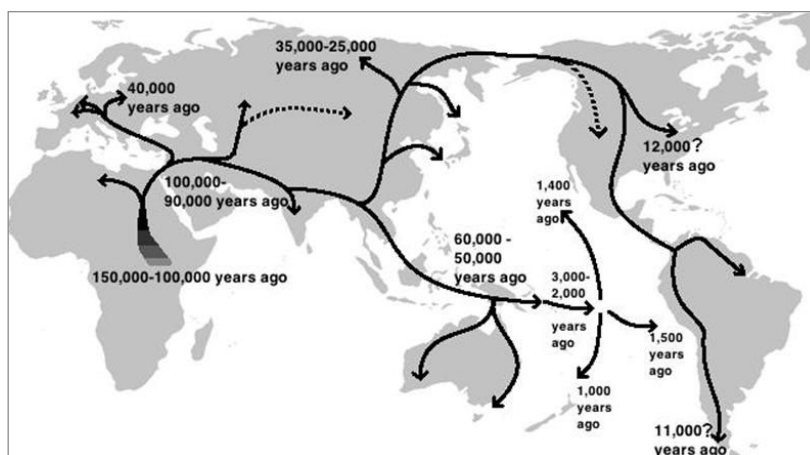 35,000-25,000
years ago
40,000
years ago
12,000?
years ago
100,000-
90,000 years ago
1,400
years
ago
60,000 -
50,000
years ago
150,000-100,000 years ago
3,000-
2,000
years
ago
1,500
years
ago
1,000
years
ago
11,000?
years ago